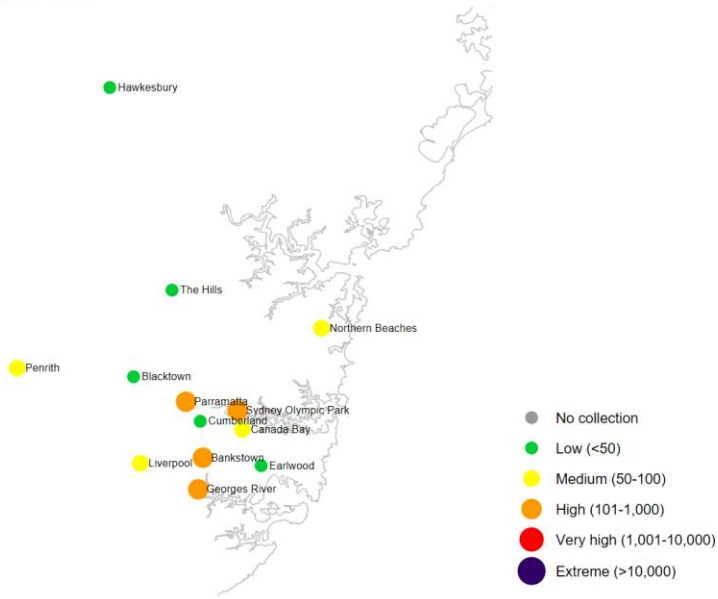 Hawkesbury
The Hills
Northern Beaches
Penrith
Blacktown
Parramatta
Sydney Olympic Park
Cumberland
Canada Bay
Bankstown
Liverpool
Earlwood
Georges River
No collection
Low (<50)
Medium (50-100)
High (101-1,000)
Very high (1,001-10,000)
Extreme (>10,000)